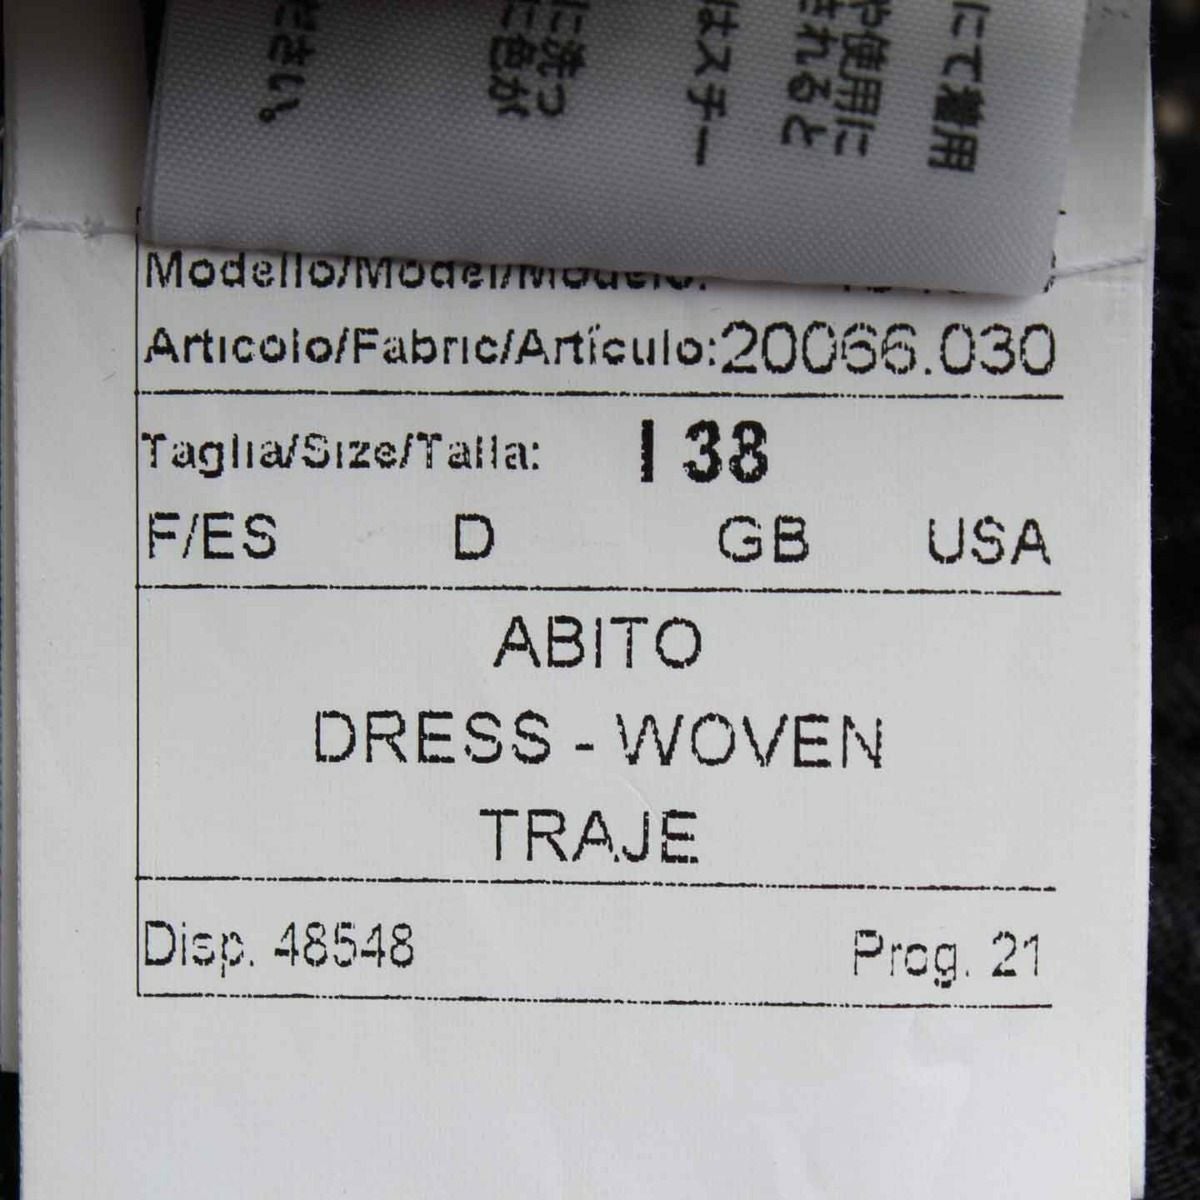 にて着用
や使用に
されると
はスチー
に洗っ
に色が
ださい。
Modello/Model/Modelo:
Articolo/Fabric/Artículo:20066.030
Taglia/Size/Talla: I 38
F/ES D GB USA
ABITO
DRESS - WOVEN
TRAJE
Disp. 48548 Prog. 21